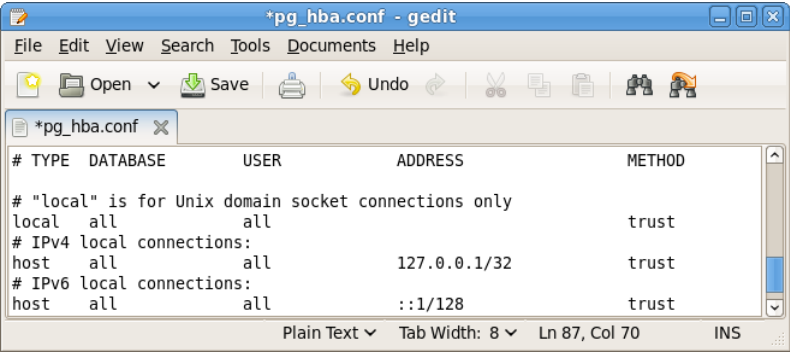 *pg_hba.conf - gedit
File Edit View Search Tools Documents Help
Open Save Undo
*pg_hba.conf
# TYPE  DATABASE        USER            ADDRESS                 METHOD
# "local" is for Unix domain socket connections only
local   all             all                                     trust
# IPv4 local connections:
host    all             all             127.0.0.1/32            trust
# IPv6 local connections:
host    all             all             ::1/128                 trust
Plain Text Tab Width: 8 Ln 87, Col 70 INS